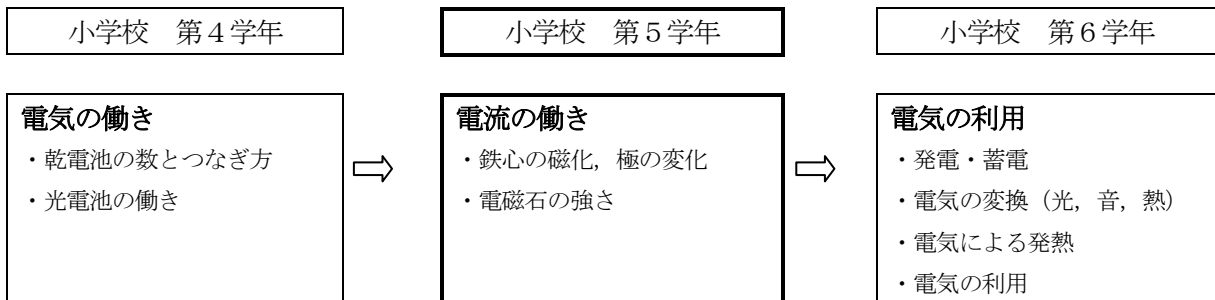 小学校　第４学年
小学校　第５学年
小学校　第６学年
電気の働き
・乾電池の数とつなぎ方
・光電池の働き
電流の働き
・鉄心の磁化，極の変化
・電磁石の強さ
電気の利用
・発電・蓄電
・電気の変換（光，音，熱）
・電気による発熱
・電気の利用